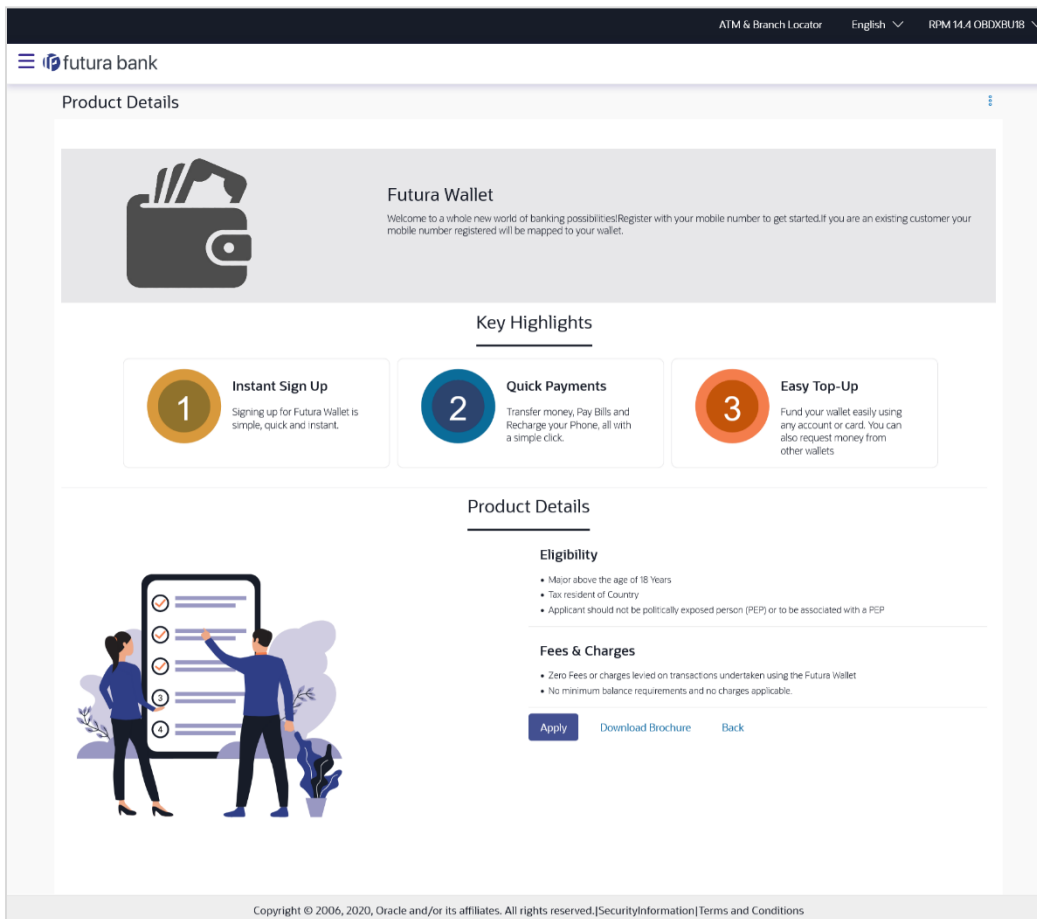 ATM & Branch Locator English RPM 14.4 OBDXBU18
futura bank
Product Details
Futura Wallet
Welcome to a whole new world of banking possibilities!Register with your mobile number to get started.If you are an existing customer your
mobile number registered will be mapped to your wallet.
Key Highlights
1
Instant Sign Up
Signing up for Futura Wallet is
simple, quick and Instant.
2
Quick Payments
Transfer money, Pay Bills and
Recharge your Phone, all with
a simple click.
3
Easy Top-Up
Fund your wallet easily using
any account or card. You can
also request money from
other wallets
Product Details
3
4
Eligibility
• Major above the age of 18 Years
• Tax resident of Country
• Applicant should not be politically exposed person (PEP) or to be associated with a PEP
Fees & Charges
• Zero Fees or charges levied on transactions undertaken using the Futura Wallet
• No minimum balance requirements and no charges applicable.
Apply Download Brochure Back
Copyright © 2006, 2020, Oracle and/or its affiliates. All rights reserved.|SecurityInformation|Terms and Conditions